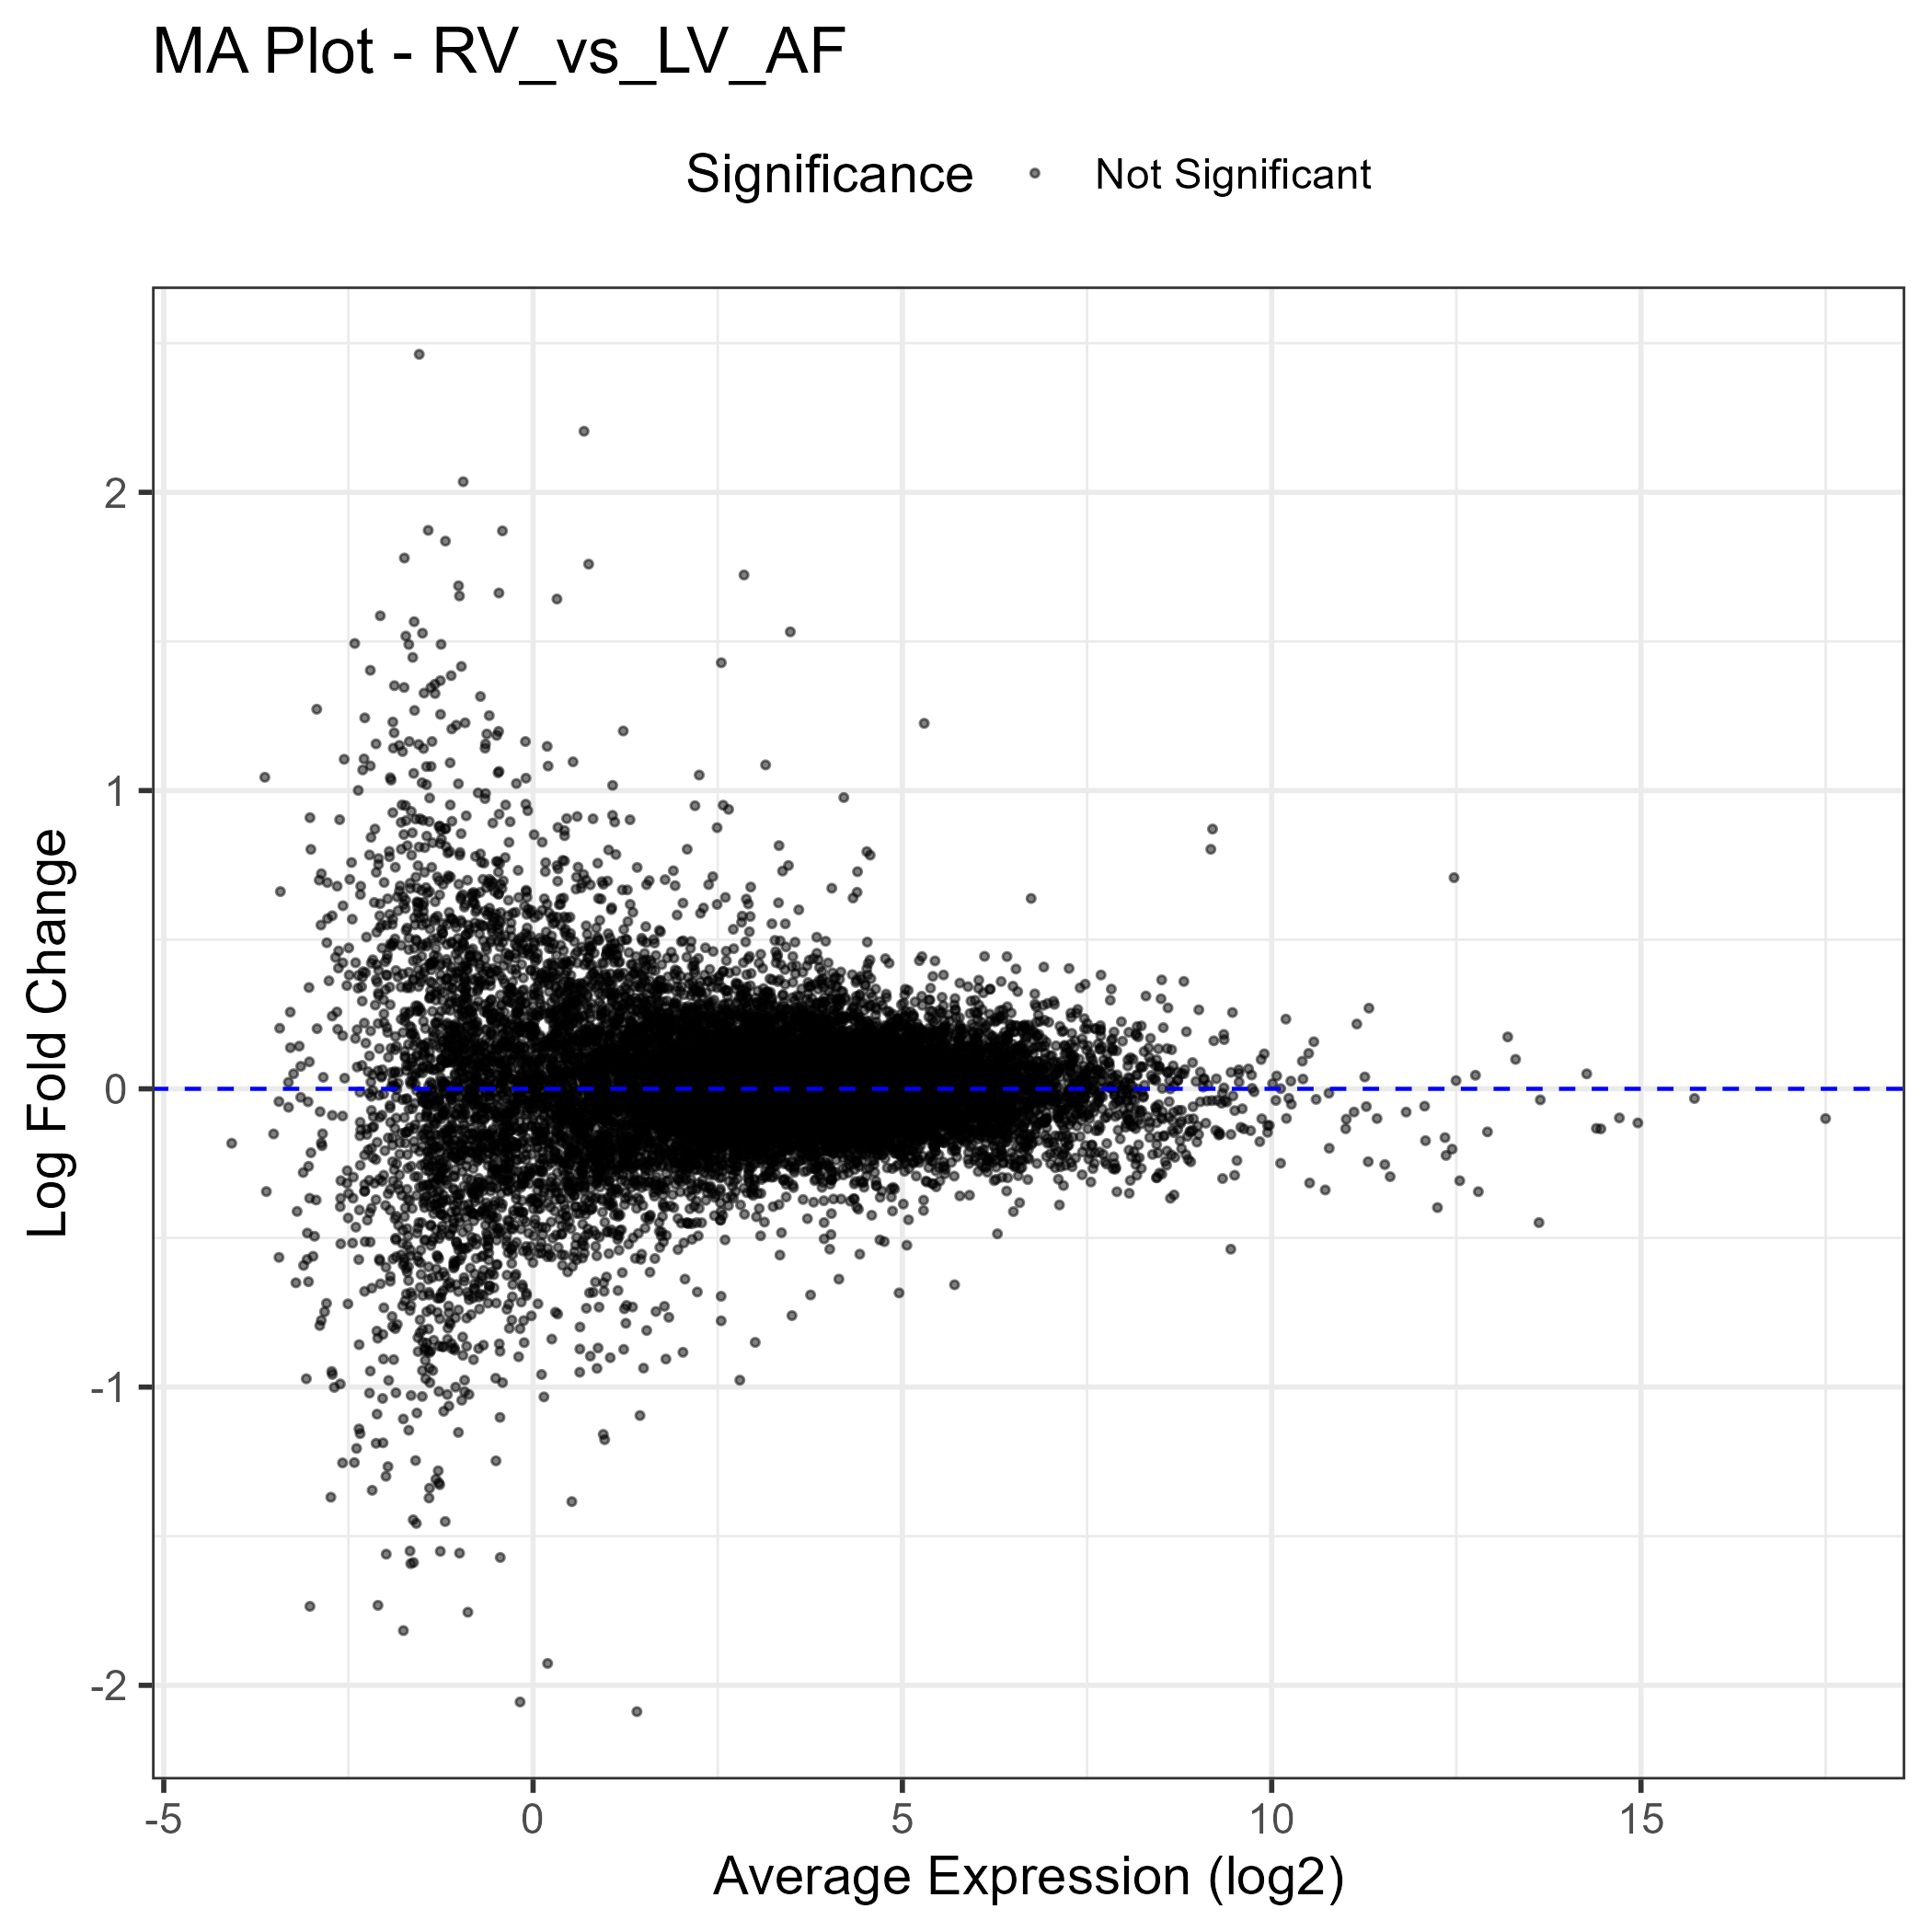 MA Plot - RV_vs_LV_AF
Significance Not Significant
Log Fold Change
2
1
0
-1
-2
-5 0 5 10 15
Average Expression (log2)